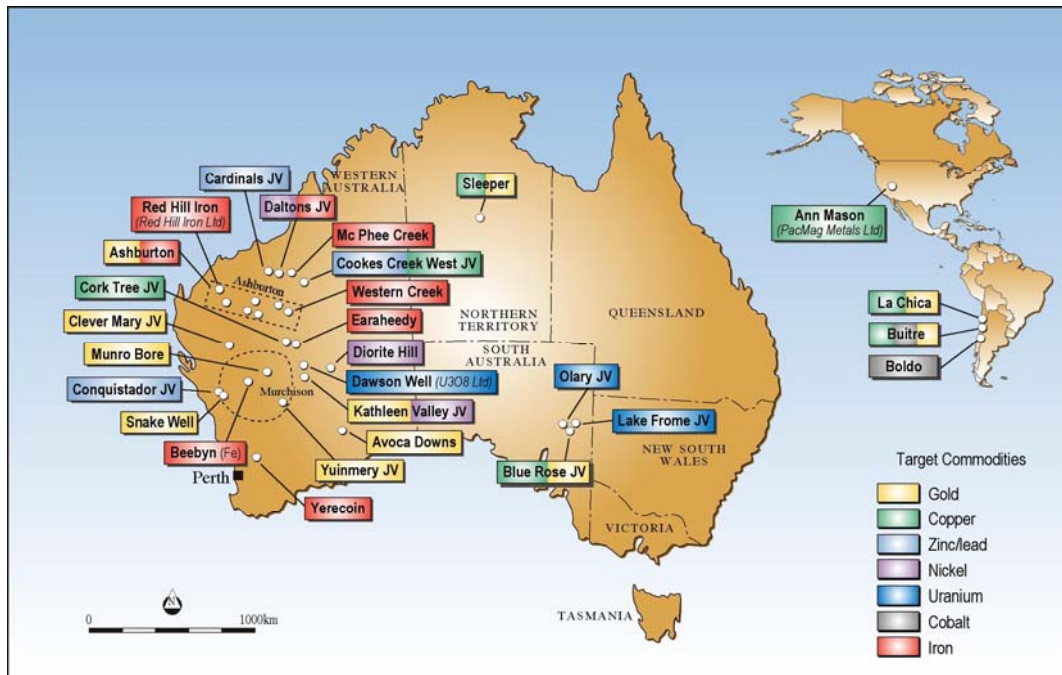 WESTERN
AUSTRALIA
Cardinals JV
Red Hill Iron
(Red Hill Iron Ltd)
Daltons JV
Sleeper
Mc Phee Creek
Ashburton
Cookes Creek West JV
Ashburton
Cork Tree JV
Western Creek
Clever Mary JV
Earaheedy
Munro Bore
Diorite Hill
Conquistador JV
Dawson Well (U3O8 Ltd)
Murchison
Snake Well
Kathleen Valley JV
Beebyn (Fe)
Avoca Downs
Yuinmery JV
Perth
Yerecoin
NORTHERN
TERRITORY
SOUTH
AUSTRALIA
QUEENSLAND
Olary JV
Lake Frome JV
Blue Rose JV
NEW SOUTH
WALES
VICTORIA
TASMANIA
N
0 1000km
Ann Mason
(PacMag Metals Ltd)
La Chica
Buitre
Boldo
Target Commodities
Gold
Copper
Zinc/lead
Nickel
Uranium
Cobalt
Iron